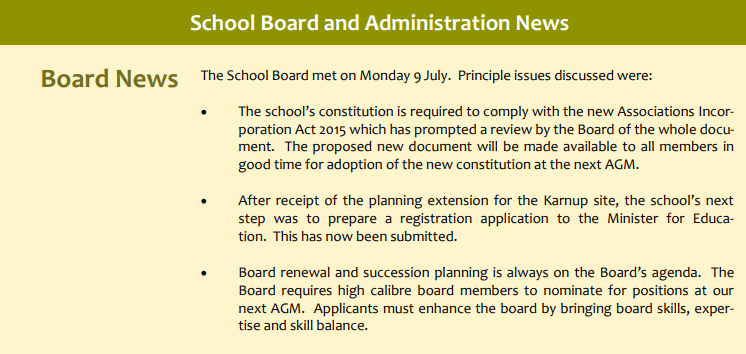 School Board and Administration News
Board News
The School Board met on Monday 9 July.  Principle issues discussed were:
• The school's constitution is required to comply with the new Associations Incor-
poration Act 2015 which has prompted a review by the Board of the whole docu-
ment.  The proposed new document will be made available to all members in
good time for adoption of the new constitution at the next AGM.
• After receipt of the planning extension for the Karnup site, the school's next
step was to prepare a registration application to the Minister for Educa-
tion.  This has now been submitted.
• Board renewal and succession planning is always on the Board's agenda.  The
Board requires high calibre board members to nominate for positions at our
next AGM.  Applicants must enhance the board by bringing board skills, exper-
tise and skill balance.